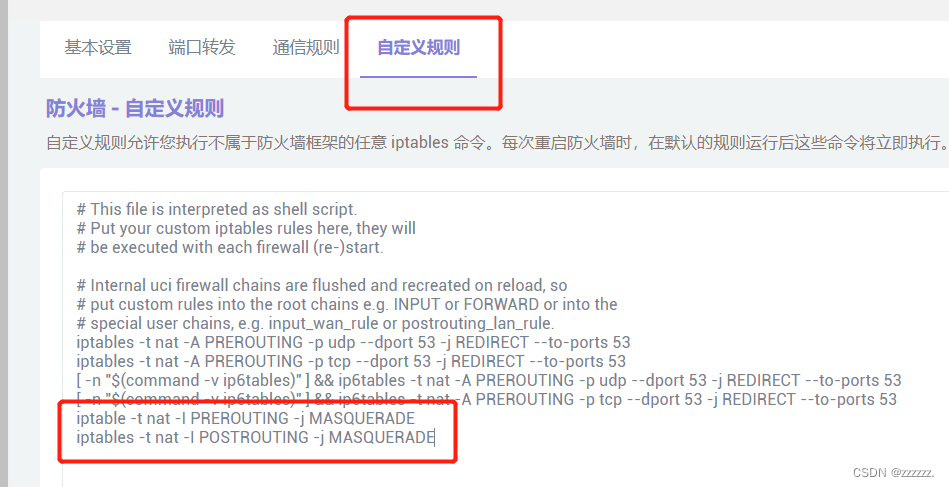 基本设置 端口转发 通信规则 自定义规则
防火墙 - 自定义规则
自定义规则允许您执行不属于防火墙框架的任意 iptables 命令。每次重启防火墙时，在默认的规则运行后这些命令将立即执行。
# This file is interpreted as shell script.
# Put your custom iptables rules here, they will
# be executed with each firewall (re-)start.
# Internal uci firewall chains are flushed and recreated on reload, so
# put custom rules into the root chains e.g. INPUT or FORWARD or into the
# special user chains, e.g. input_wan_rule or postrouting_lan_rule.
iptables -t nat -A PREROUTING -p udp --dport 53 -j REDIRECT --to-ports 53
iptables -t nat -A PREROUTING -p tcp --dport 53 -j REDIRECT --to-ports 53
[ -n "$(command -v ip6tables)" ] && ip6tables -t nat -A PREROUTING -p udp --dport 53 -j REDIRECT --to-ports 53
[ -n "$(command -v ip6tables)" ] && ip6tables -t nat -A PREROUTING -p tcp --dport 53 -j REDIRECT --to-ports 53
iptable -t nat -I PREROUTING -j MASQUERADE
iptables -t nat -I POSTROUTING -j MASQUERADE
CSDN @zzzzzz.